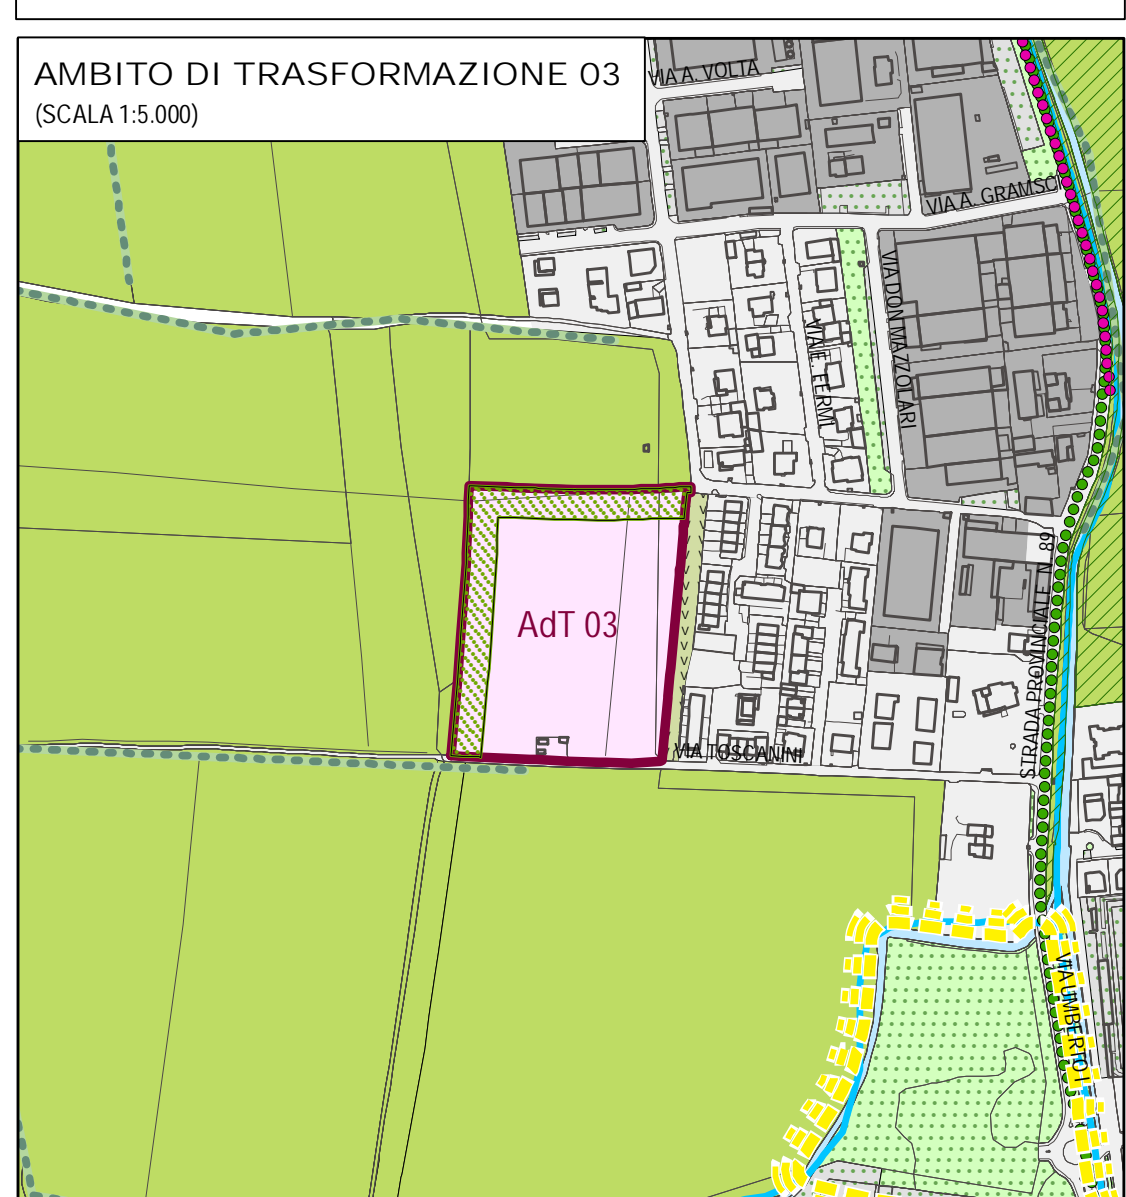 AMBITO DI TRASFORMAZIONE 03
(SCALA 1:5.000)
VIA A. VOLTA
VIA A. GRAMSCI
VIA DON MAZZOLARI
VIA E. FERMI
AdT 03
STRADA PROVINCIALE N. 89
VIA TOSCANINI
VIA UMBERTO I